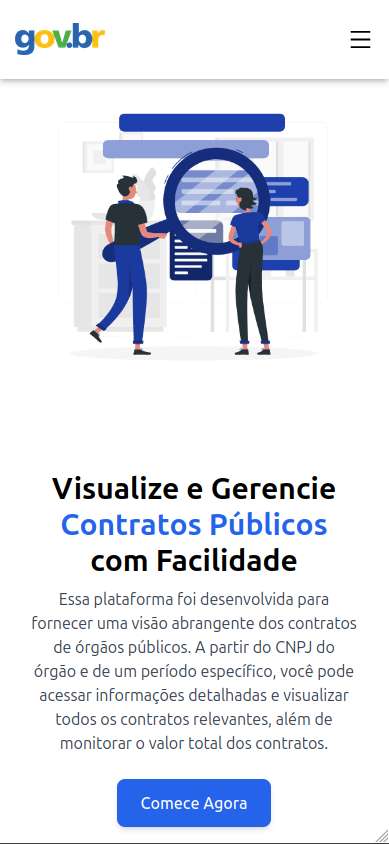 gov.br
Visualize e Gerencie
Contratos Públicos
com Facilidade
Essa plataforma foi desenvolvida para
fornecer uma visão abrangente dos contratos
de órgãos públicos. A partir do CNPJ do
órgão e de um período específico, você pode
acessar informações detalhadas e visualizar
todos os contratos relevantes, além de
monitorar o valor total dos contratos.
Comece Agora